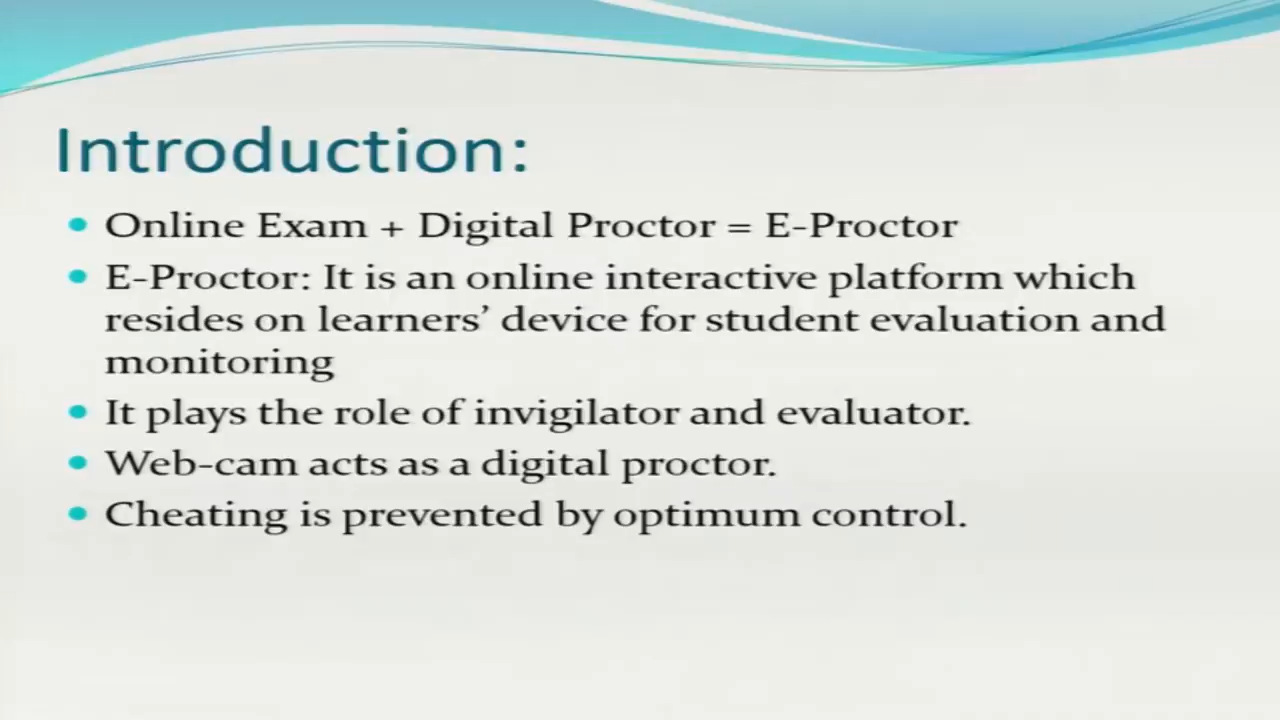 Introduction:
Online Exam + Digital Proctor = E-Proctor
E-Proctor: It is an online interactive platform which
resides on learners’ device for student evaluation and
monitoring
It plays the role of invigilator and evaluator.
Web-cam acts as a digital proctor.
Cheating is prevented by optimum control.